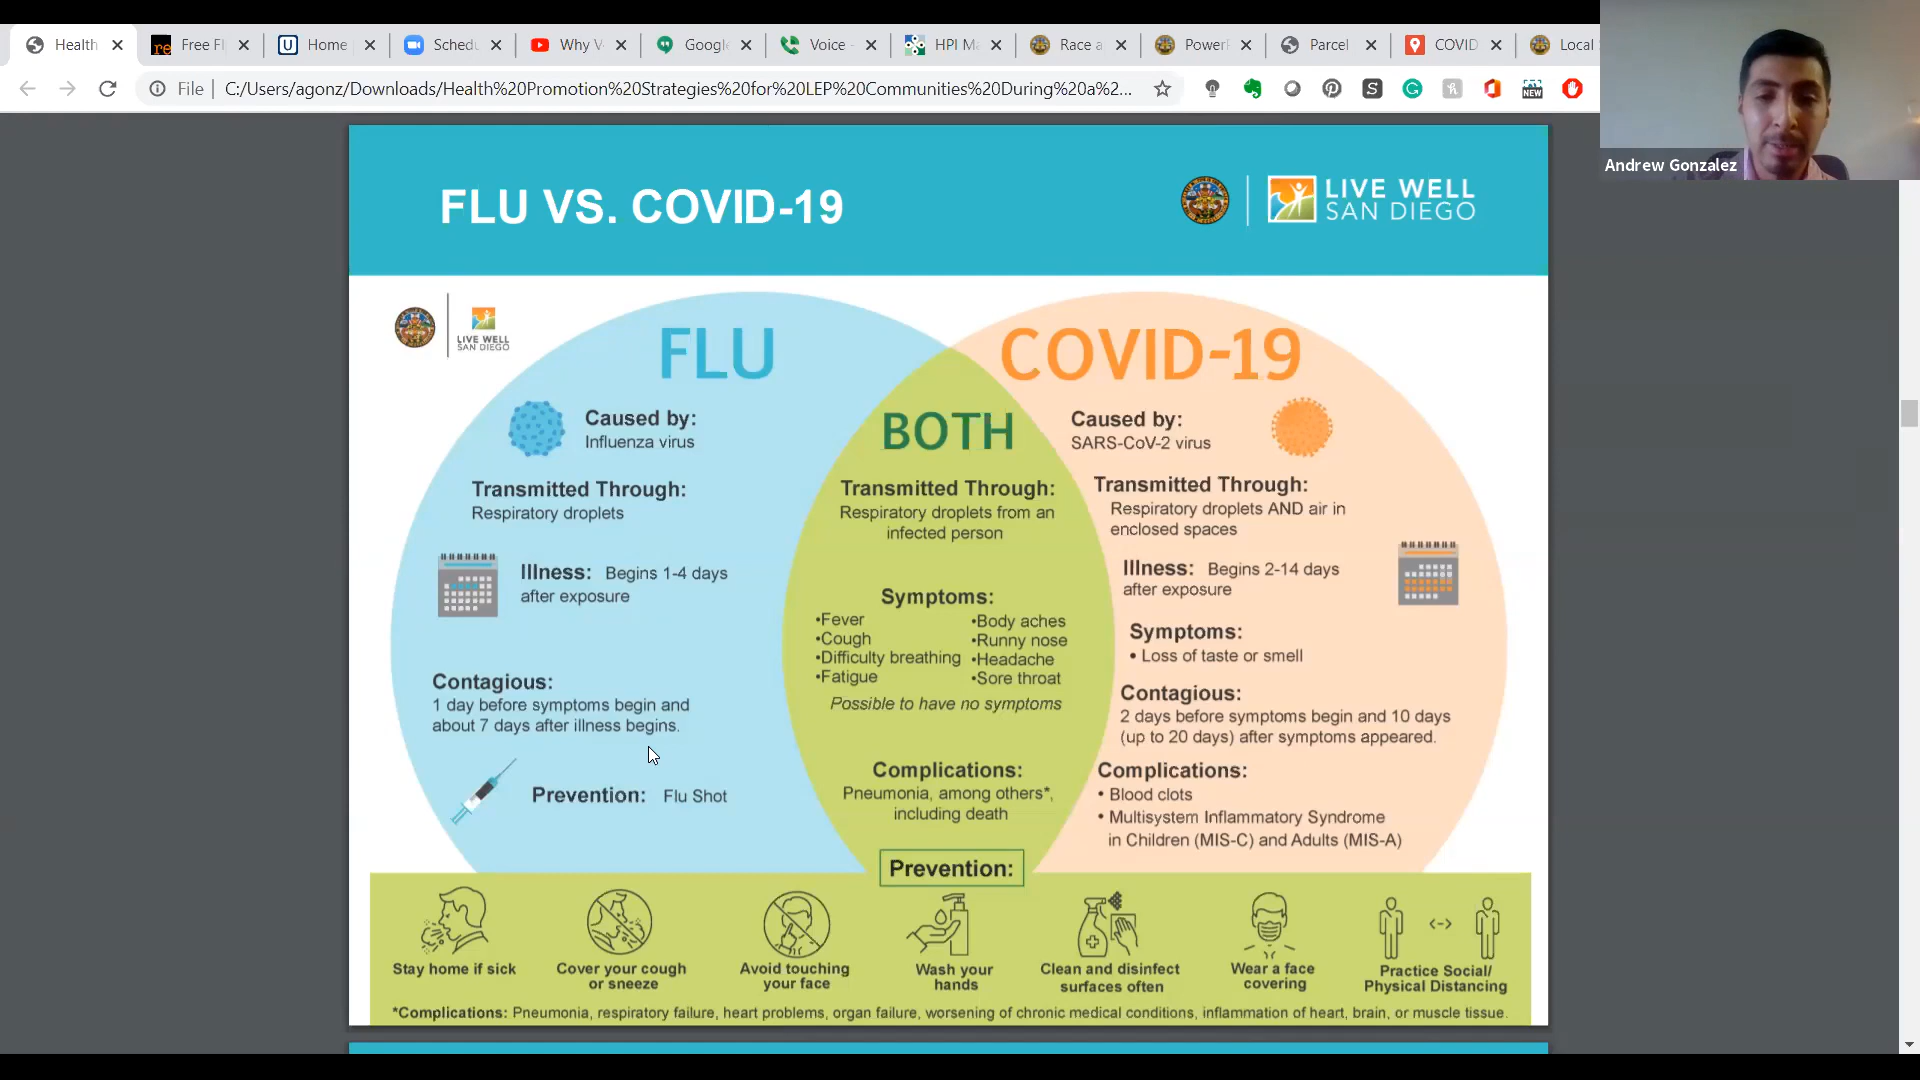 Health
Free Fl
Home
Schedu
Why V
Google
Voice -
HPI M
Race a
PowerP
Parcel
COVID
Local
File
C:/Users/agonz/Downloads/Health%20Promotion%20Strategies%20for%20LEP%20Communities%20During%20a%2...
NEW
Andrew Gonzalez
FLU VS. COVID-19
LIVE WELL
SAN DIEGO
LIVE WELL
SAN DIEGO
FLU
Caused by:
Influenza virus
Transmitted Through:
Respiratory droplets
Illness: Begins 1-4 days
after exposure
Contagious:
1 day before symptoms begin and
about 7 days after illness begins.
Prevention: Flu Shot
BOTH
Transmitted Through:
Respiratory droplets from an
infected person
Symptoms:
•Fever
•Cough
•Difficulty breathing
•Fatigue
•Body aches
•Runny nose
•Headache
•Sore throat
Possible to have no symptoms
Complications:
Pneumonia, among others*,
including death
COVID-19
Caused by:
SARS-CoV-2 virus
Transmitted Through:
Respiratory droplets AND air in
enclosed spaces
Illness: Begins 2-14 days
after exposure
Symptoms:
• Loss of taste or smell
Contagious:
2 days before symptoms begin and 10 days
(up to 20 days) after symptoms appeared.
Complications:
• Blood clots
• Multisystem Inflammatory Syndrome
in Children (MIS-C) and Adults (MIS-A)
Prevention:
Stay home if sick
Cover your cough
or sneeze
Avoid touching
your face
Wash your
hands
Clean and disinfect
surfaces often
Wear a face
covering
Practice Social/
Physical Distancing
*Complications: Pneumonia, respiratory failure, heart problems, organ failure, worsening of chronic medical conditions, inflammation of heart, brain, or muscle tissue.